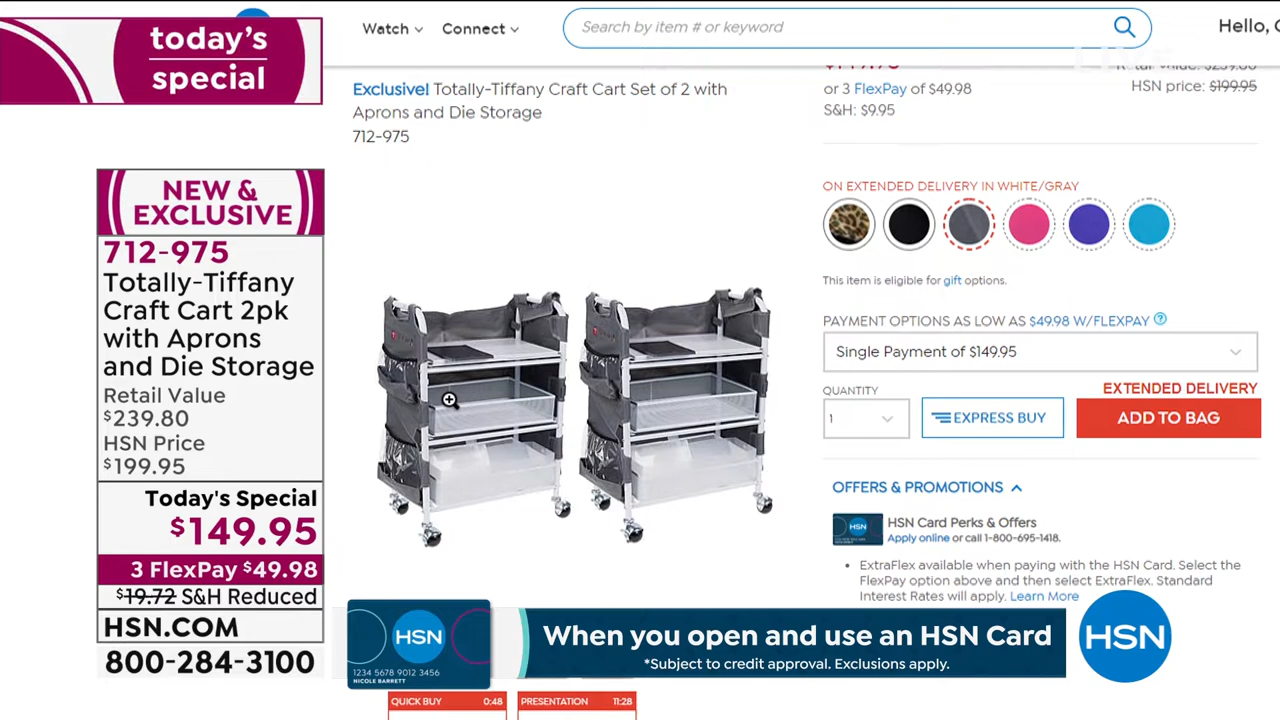 today's
special
NEW &
EXCLUSIVE
712-975
Totally-Tiffany
Craft Cart 2pk
with Aprons
and Die Storage
Retail Value
$239.80
HSN Price
$199.95
Today's Special
$149.95
3 FlexPay $49.98
$19.72 S&H Reduced
HSN.COM
800-284-3100
Watch
Connect
Search by item # or keyword
Hello,
Exclusive! Totally-Tiffany Craft Cart Set of 2 with
Aprons and Die Storage
712-975
or 3 FlexPay of $49.98
S&H: $9.95
HSN price: $199.95
ON EXTENDED DELIVERY IN WHITE/GRAY
This item is eligible for gift options.
PAYMENT OPTIONS AS LOW AS $49.98 W/FLEXPAY ?
Single Payment of $149.95
QUANTITY
1
EXPRESS BUY
EXTENDED DELIVERY
ADD TO BAG
OFFERS & PROMOTIONS
HSN
HSN Card Perks & Offers
Apply online or call 1-800-695-1418.
• ExtraFlex available when paying with the HSN Card. Select the
FlexPay option above and then select ExtraFlex. Standard
Interest Rates will apply. Learn More
HSN
1234 5678 9012 3456
NICOLE BARRETT
When you open and use an HSN Card
*Subject to credit approval. Exclusions apply.
HSN
QUICK BUY 0:48
PRESENTATION 11:28